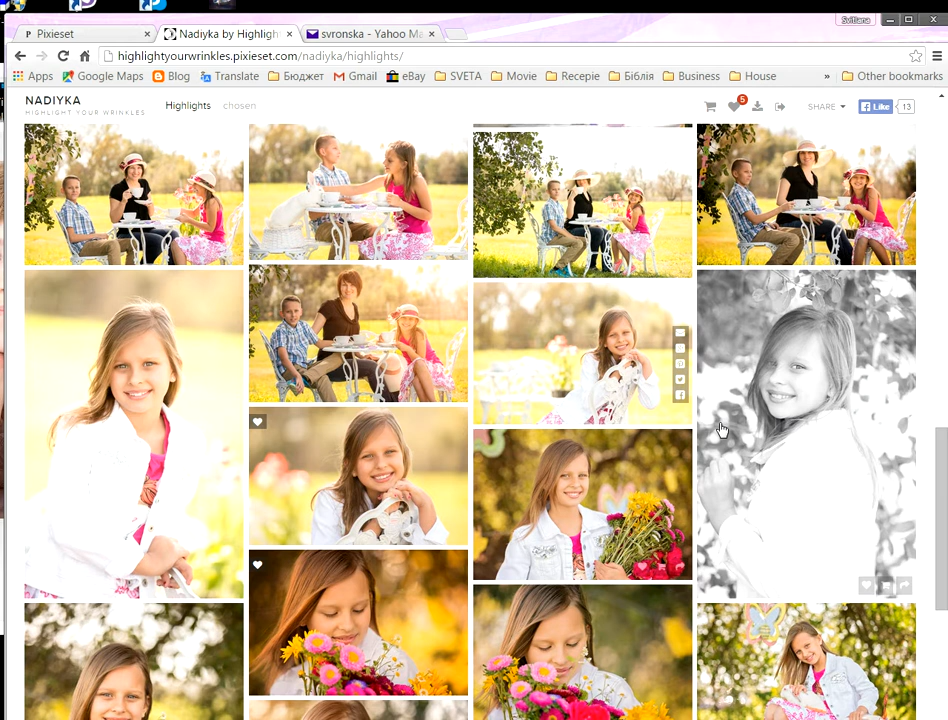 Svitlana
Pixieset
Nadiyka by Highligh
svronska - Yahoo Ma
highlightyourwrinkles.pixieset.com/nadiyka/highlights/
Apps Google Maps Blog Translate Бюджет Gmail eBay SVETA Movie Recepie Біблія Business House » Other bookmarks
NADIYKA
HIGHLIGHT YOUR WRINKLES
Highlights chosen
5
SHARE
Like 13